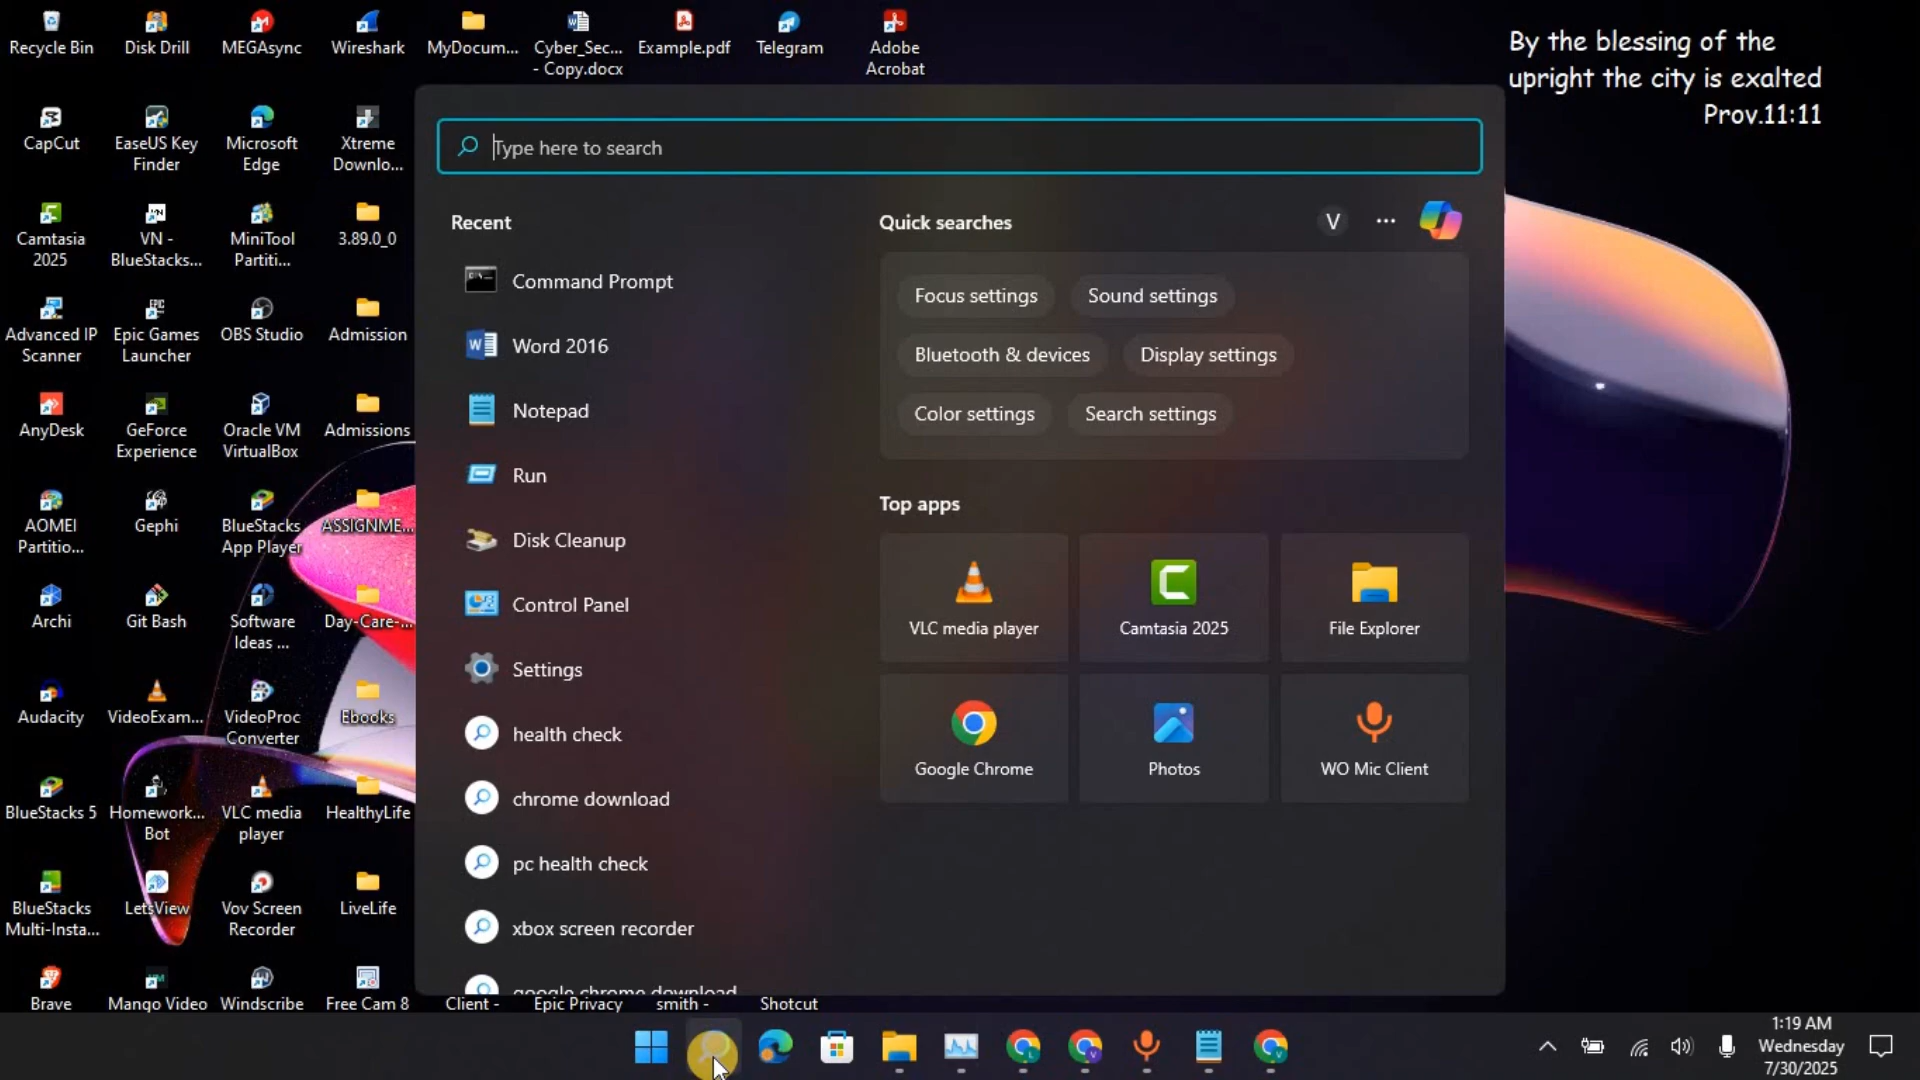 Recycle Bin
Disk Drill
MEGAsync
Wireshark
MyDocum...
Cyber_Sec...
- Copy.docx
Example.pdf
Telegram
Adobe
Acrobat
By the blessing of the
upright the city is exalted
Prov.11:11
CapCut
EaseUS Key
Finder
Microsoft
Edge
Xtreme
Downlo...
Camtasia
2025
VN -
BlueStacks...
MiniTool
Partiti...
3.89.0_0
Advanced IP
Scanner
Epic Games
Launcher
OBS Studio
Admission
AnyDesk
GeForce
Experience
Oracle VM
VirtualBox
Admissions
AOMEI
Partitio...
Gephi
BlueStacks
App Player
ASSIGNME...
Archi
Git Bash
Software
Ideas ...
Day-Care-...
Audacity
VideoExam...
VideoProc
Converter
Ebooks
BlueStacks 5
Homework...
Bot
VLC media
player
HealthyLife
BlueStacks
Multi-Insta...
LetsView
Vov Screen
Recorder
LiveLife
Brave
Mango Video
Windscribe
Free Cam 8
Client -
Epic Privacy
smith -
Shotcut
Type here to search
Recent
Command Prompt
Word 2016
Notepad
Run
Disk Cleanup
Control Panel
Settings
health check
chrome download
pc health check
xbox screen recorder
google chrome download
Quick searches
V
Focus settings
Sound settings
Bluetooth & devices
Display settings
Color settings
Search settings
Top apps
VLC media player
Camtasia 2025
File Explorer
Google Chrome
Photos
WO Mic Client
1:19 AM
Wednesday
7/30/2025